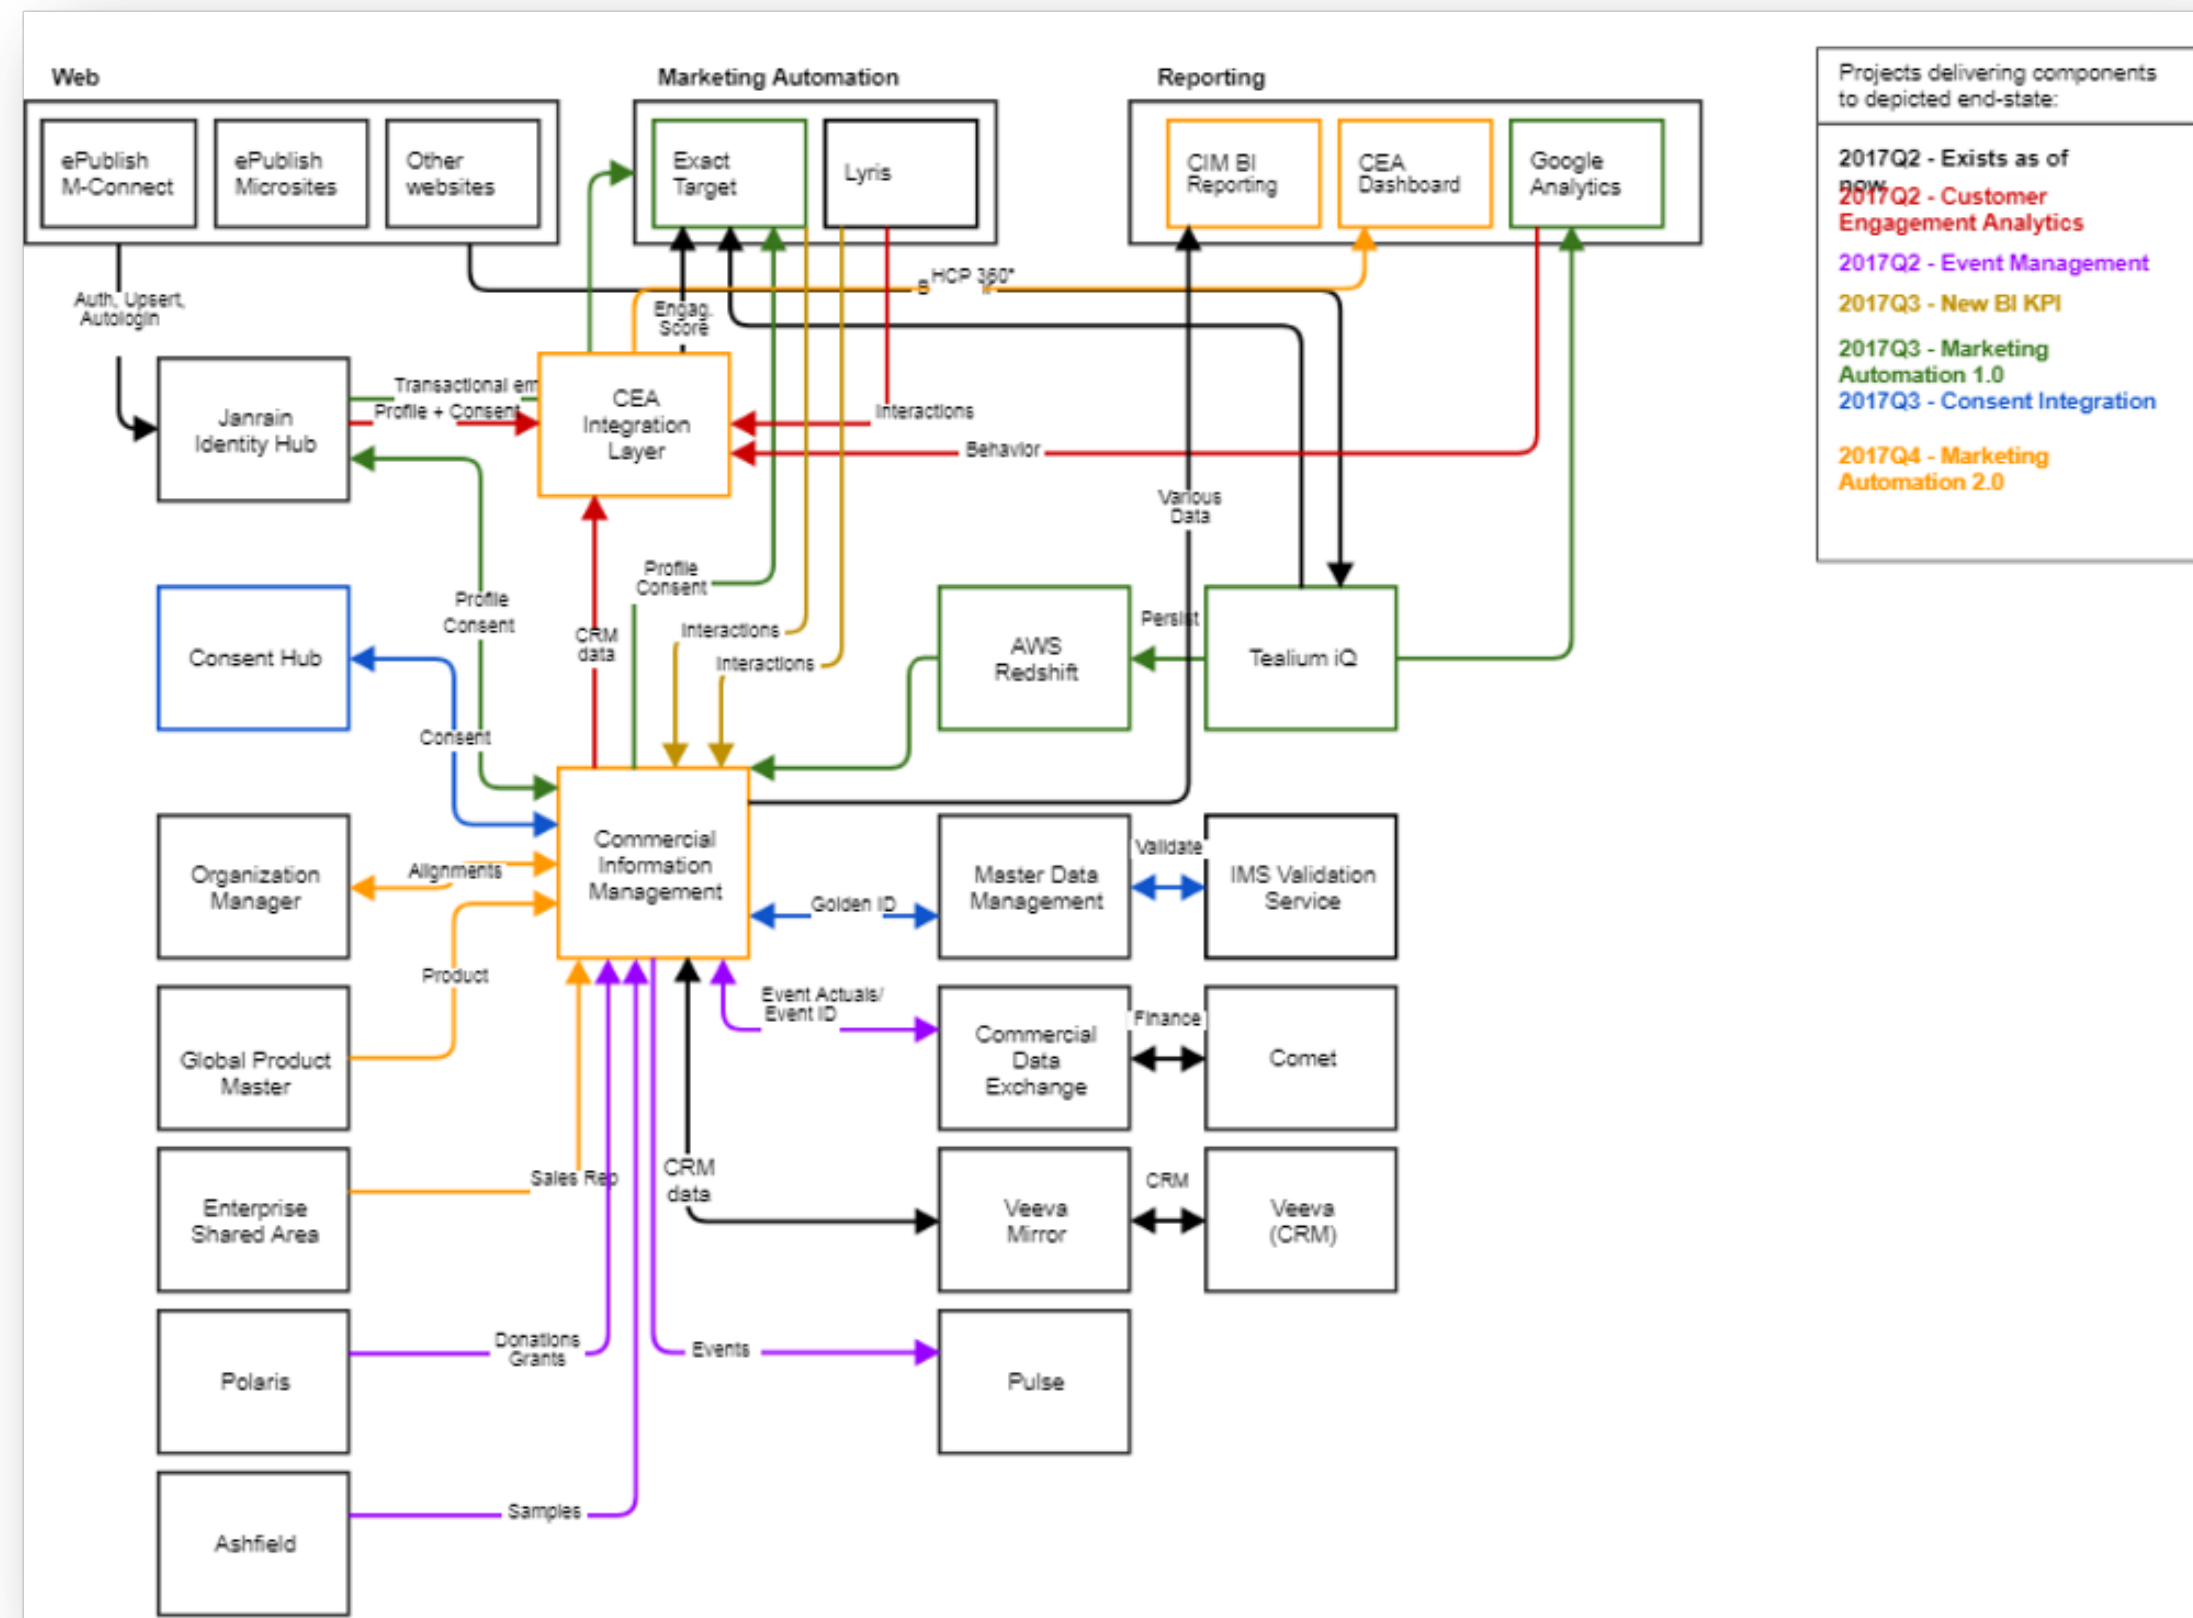 Web
Marketing Automation
Reporting
Projects delivering components
to depicted end-state:
ePublish
M-Connect
ePublish
Microsites
Other
websites
Exact
Target
Lyris
CIM BI
Reporting
CEA
Dashboard
Google
Analytics
2017Q2 - Exists as of
now
2017Q2 - Customer
Engagement Analytics
2017Q2 - Event Management
2017Q3 - New BI KPI
2017Q3 - Marketing
Automation 1.0
2017Q3 - Consent Integration
2017Q4 - Marketing
Automation 2.0
HCP 360°
Auth, Upsert,
Autologin
Engag.
Score
Transactional em
Profile + Consent
Janrain
Identity Hub
CEA
Integration
Layer
Interactions
Behavior
Various
Data
Profile
Consent
Profile
Consent
CRM
data
Interactions
Interactions
Persist
Consent Hub
AWS
Redshift
Tealium iQ
Consent
Organization
Manager
Alignments
Commercial
Information
Management
Golden ID
Master Data
Management
Validate
IMS Validation
Service
Product
Global Product
Master
Event Actuals/
Event ID
Commercial
Data
Exchange
Finance
Comet
Enterprise
Shared Area
Sales Rep
CRM
data
Veeva
Mirror
CRM
Veeva
(CRM)
Polaris
Donations
Grants
Events
Pulse
Ashfield
Samples